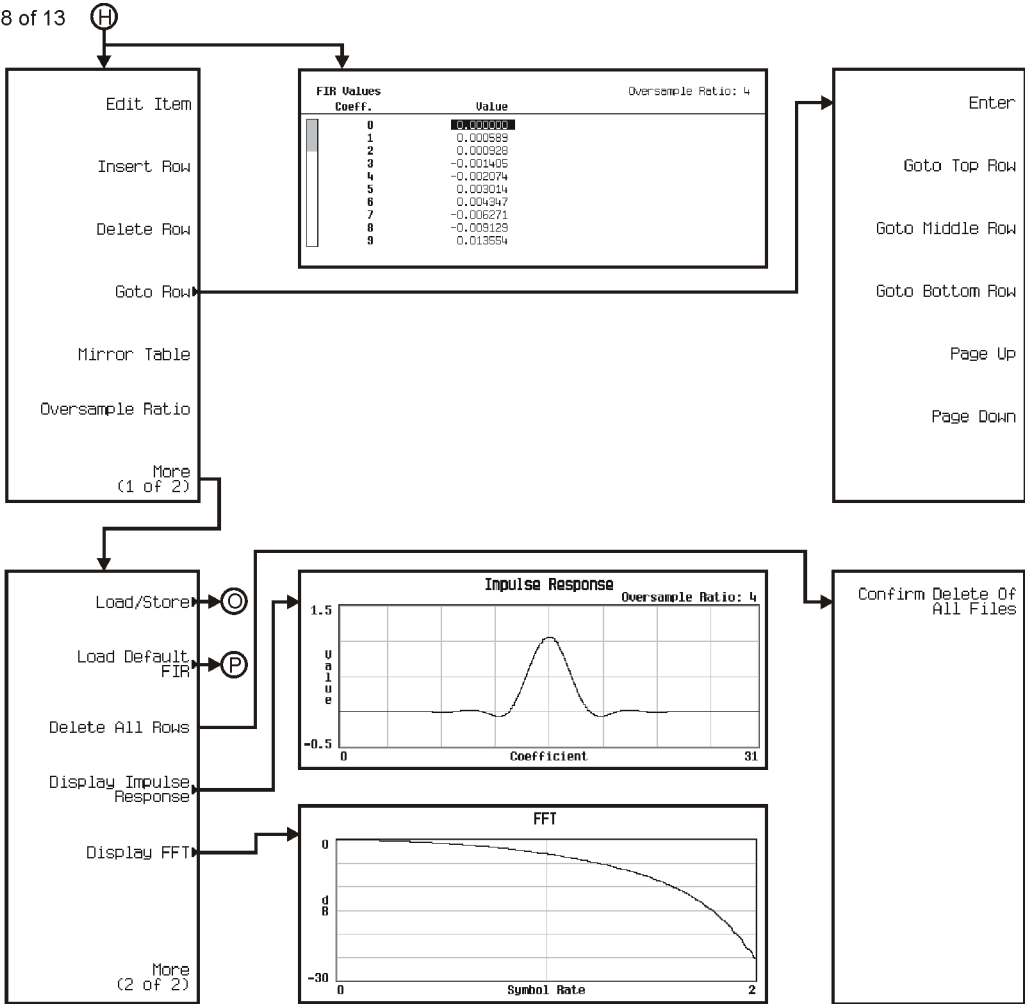 8 of 13
H
Edit Item
Insert Row
Delete Row
Goto Row
Mirror Table
Oversample Ratio
More
(1 of 2)
FIR Values
Oversample Ratio: 4
Coeff. Value
0 0.000000
1 0.000589
2 0.000928
3 -0.001405
4 -0.002074
5 0.003014
6 0.004347
7 -0.006271
8 -0.009129
9 0.013554
Enter
Goto Top Row
Goto Middle Row
Goto Bottom Row
Page Up
Page Down
Load/Store
O
Load Default
FIR
P
Delete All Rows
Display Impulse
Response
Display FFT
More
(2 of 2)
Impulse Response
Oversample Ratio: 4
1.5
Value
-0.5
0 Coefficient 31
FFT
0
dB
-30
0 Symbol Rate 2
Confirm Delete Of
All Files